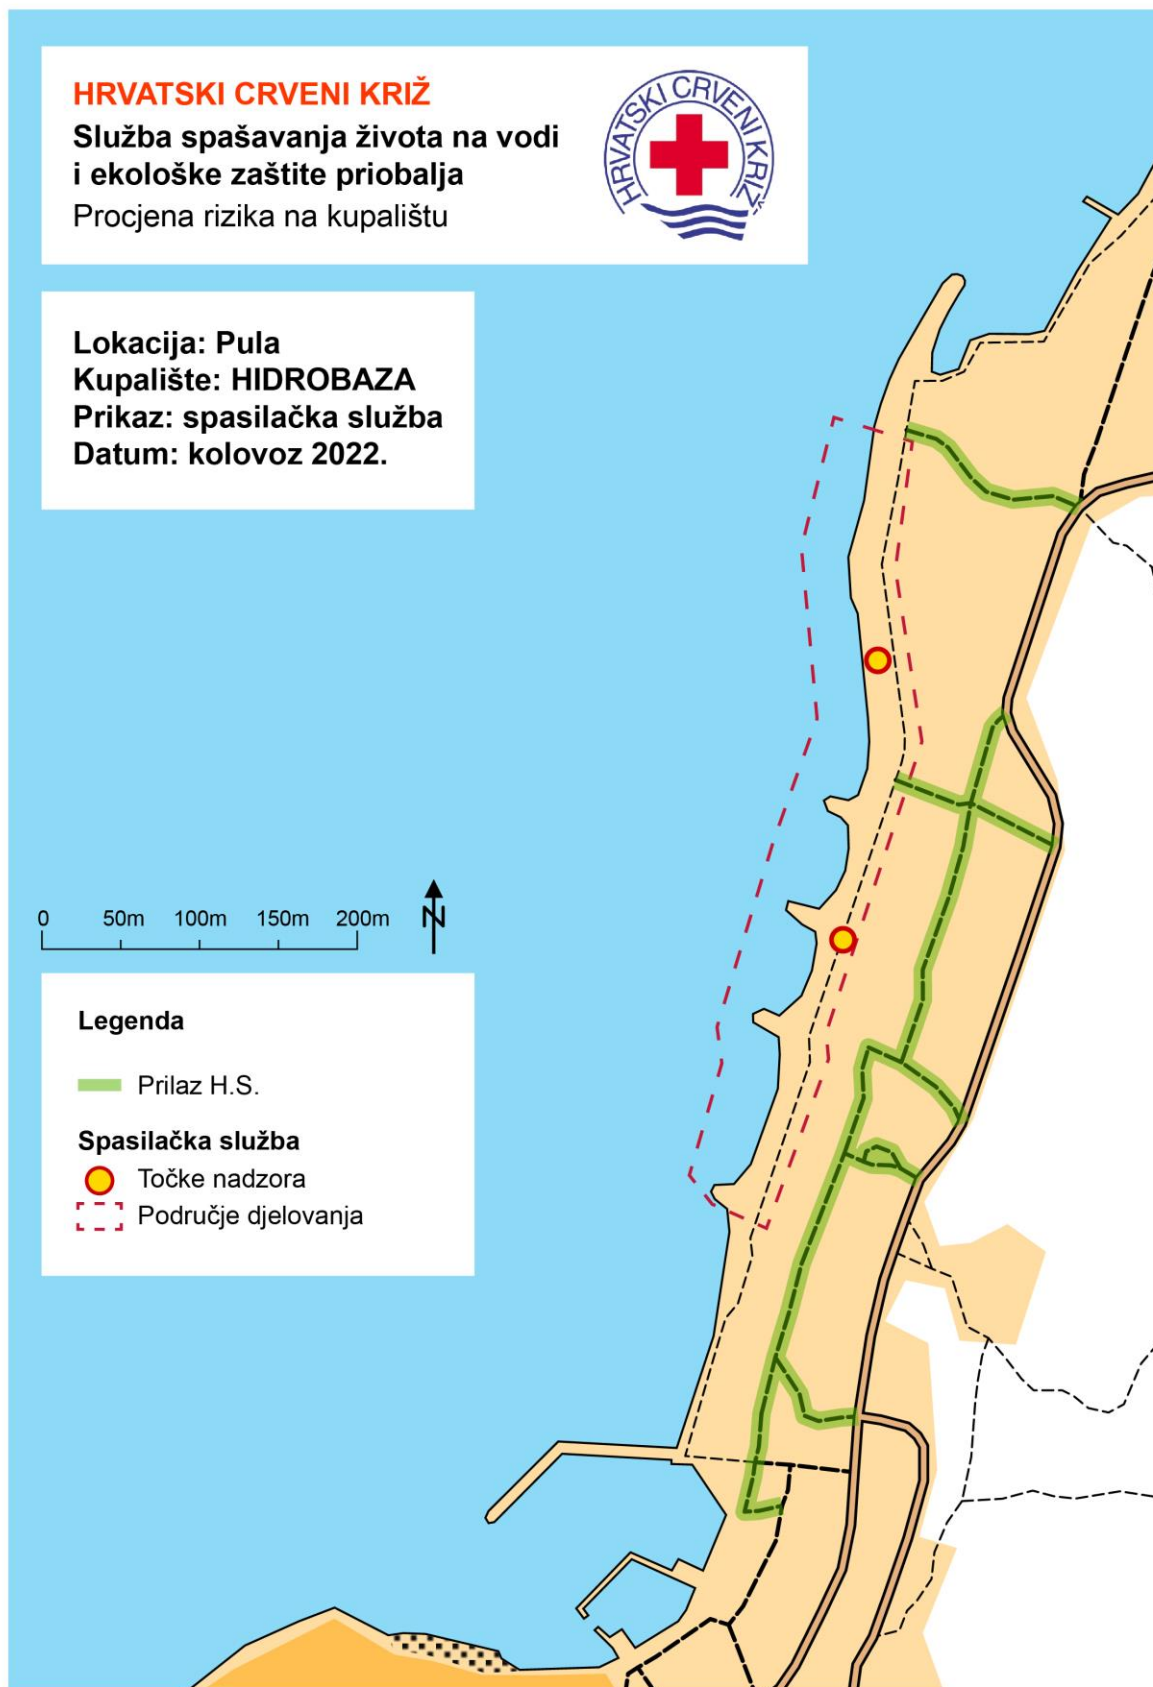 HRVATSKI CRVENI KRIŽ
Služba spašavanja života na vodi
i ekološke zaštite priobalja
Procjena rizika na kupalištu
HRVATSKI CRVENI KRIŽ
Lokacija: Pula
Kupalište: HIDROBAZA
Prikaz: spasilačka služba
Datum: kolovoz 2022.
0 50m 100m 150m 200m N
Legenda
Prilaz H.S.
Spasilačka služba
Točke nadzora
Područje djelovanja